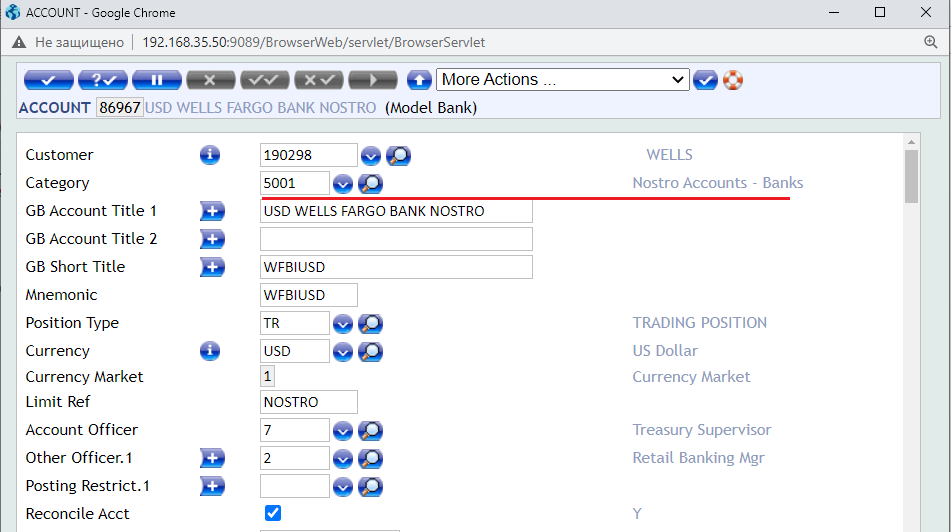 ACCOUNT - Google Chrome
Не защищено 192.168.35.50:9089/BrowserWeb/servlet/BrowserServlet
More Actions ...
ACCOUNT 86967 USD WELLS FARGO BANK NOSTRO (Model Bank)
Customer 190298 WELLS
Category 5001 Nostro Accounts - Banks
GB Account Title 1 USD WELLS FARGO BANK NOSTRO
GB Account Title 2
GB Short Title WFBIUSD
Mnemonic WFBIUSD
Position Type TR TRADING POSITION
Currency USD US Dollar
Currency Market 1 Currency Market
Limit Ref NOSTRO
Account Officer 7 Treasury Supervisor
Other Officer.1 2 Retail Banking Mgr
Posting Restrict.1
Reconcile Acct Y